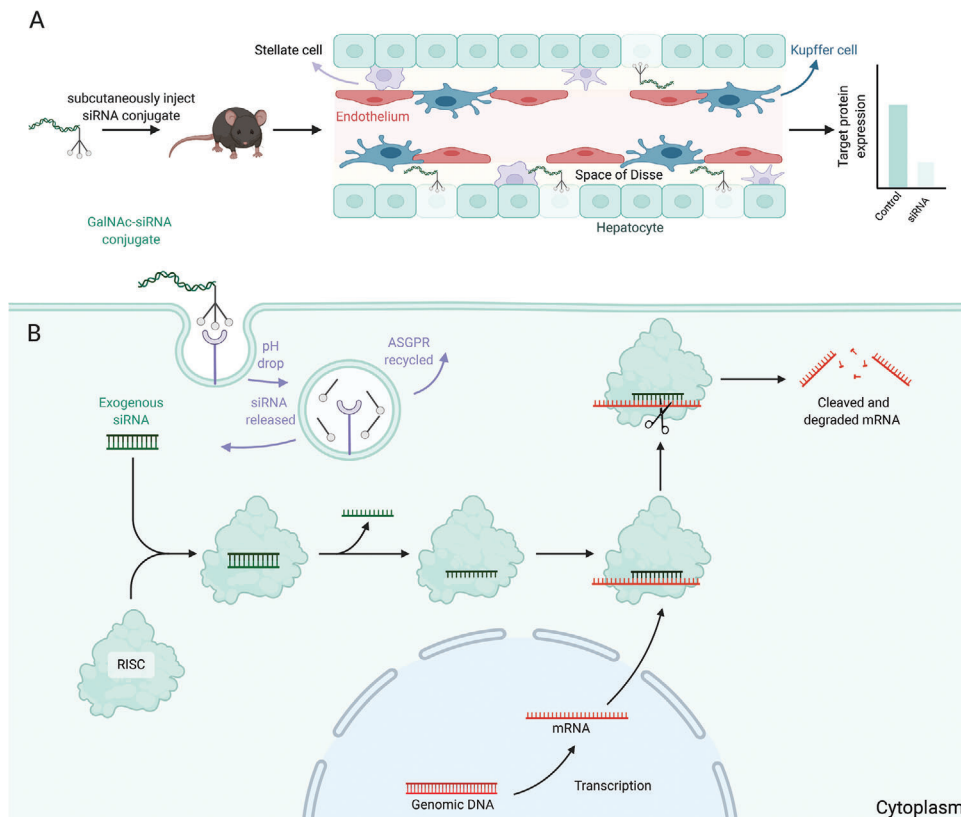 A
Stellate cell
Kupffer cell
subcutaneously inject
siRNA conjugate
Endothelium
Space of Disse
Hepatocyte
Target protein
expression
Control
siRNA
GalNAc-siRNA
conjugate
B
pH
drop
ASGPR
recycled
siRNA
released
Exogenous
siRNA
Cleaved and
degraded mRNA
RISC
mRNA
Transcription
Genomic DNA
Cytoplasm